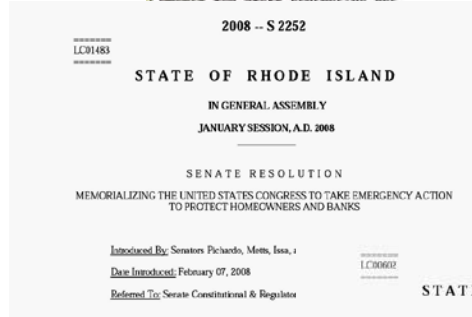 2008 -- S 2252
=======
LC01483
=======
STATE OF RHODE ISLAND
IN GENERAL ASSEMBLY
JANUARY SESSION, A.D. 2008
SENATE RESOLUTION
MEMORIALIZING THE UNITED STATES CONGRESS TO TAKE EMERGENCY ACTION
TO PROTECT HOMEOWNERS AND BANKS
Introduced By: Senators Pichardo, Metts, Issa,
Date Introduced: February 07, 2008
Referred To: Senate Constitutional & Regulator
=======
LC00602
=======
STAT